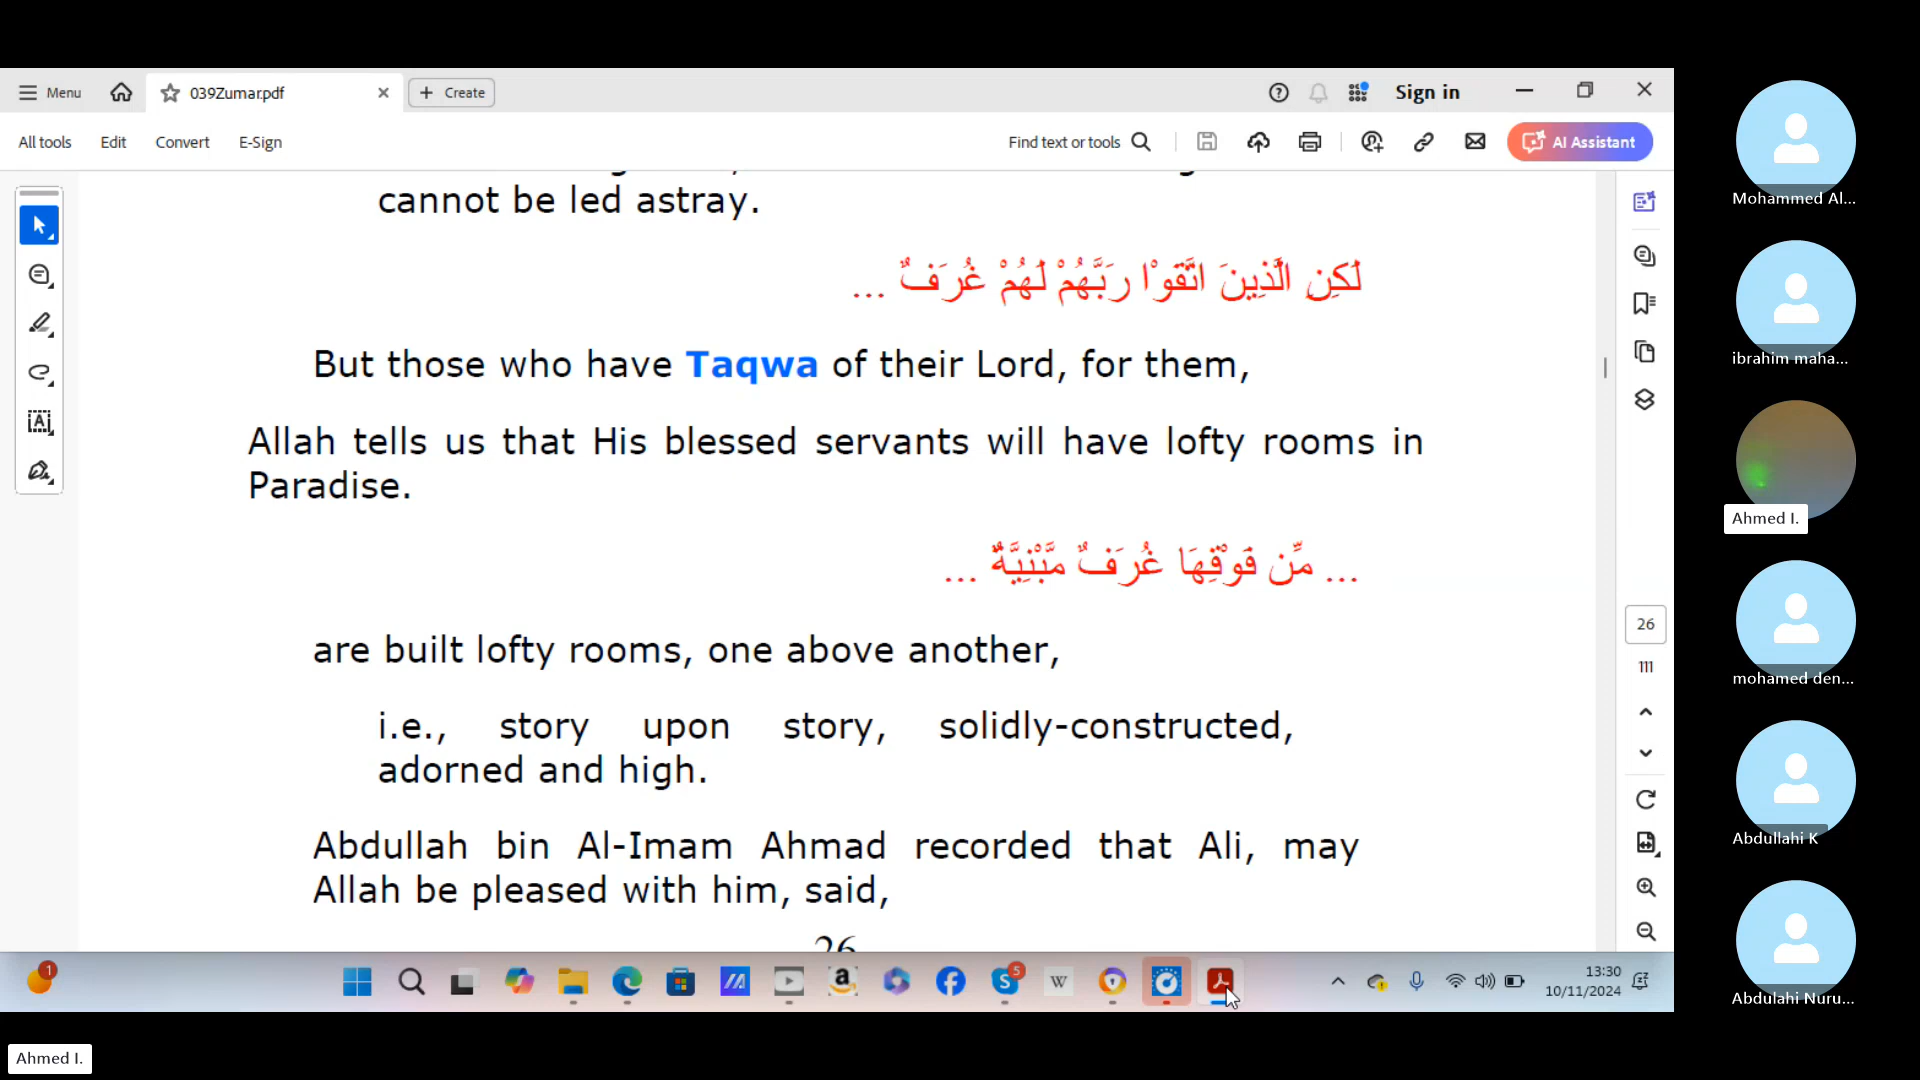 Menu
039Zumar.pdf
Create
Sign in
All tools
Edit
Convert
E-Sign
Find text or tools
AI Assistant
cannot be led astray.
لَكِنِ الَّذِينَ اتَّقَوْا رَبَّهُمْ لَهُمْ غُرَفٌ ...
But those who have Taqwa of their Lord, for them,
Allah tells us that His blessed servants will have lofty rooms in
Paradise.
... مِّن فَوْقِهَا غُرَفٌ مَّبْنِيَّةٌ ...
are built lofty rooms, one above another,
i.e., story upon story, solidly-constructed,
adorned and high.
Abdullah bin Al-Imam Ahmad recorded that Ali, may
Allah be pleased with him, said,
26
26
111
1
5
W
13:30
10/11/2024
Mohammed Al...
ibrahim maha...
Ahmed I.
mohamed den...
Abdullahi K
Abdulahi Nuru...
Ahmed I.